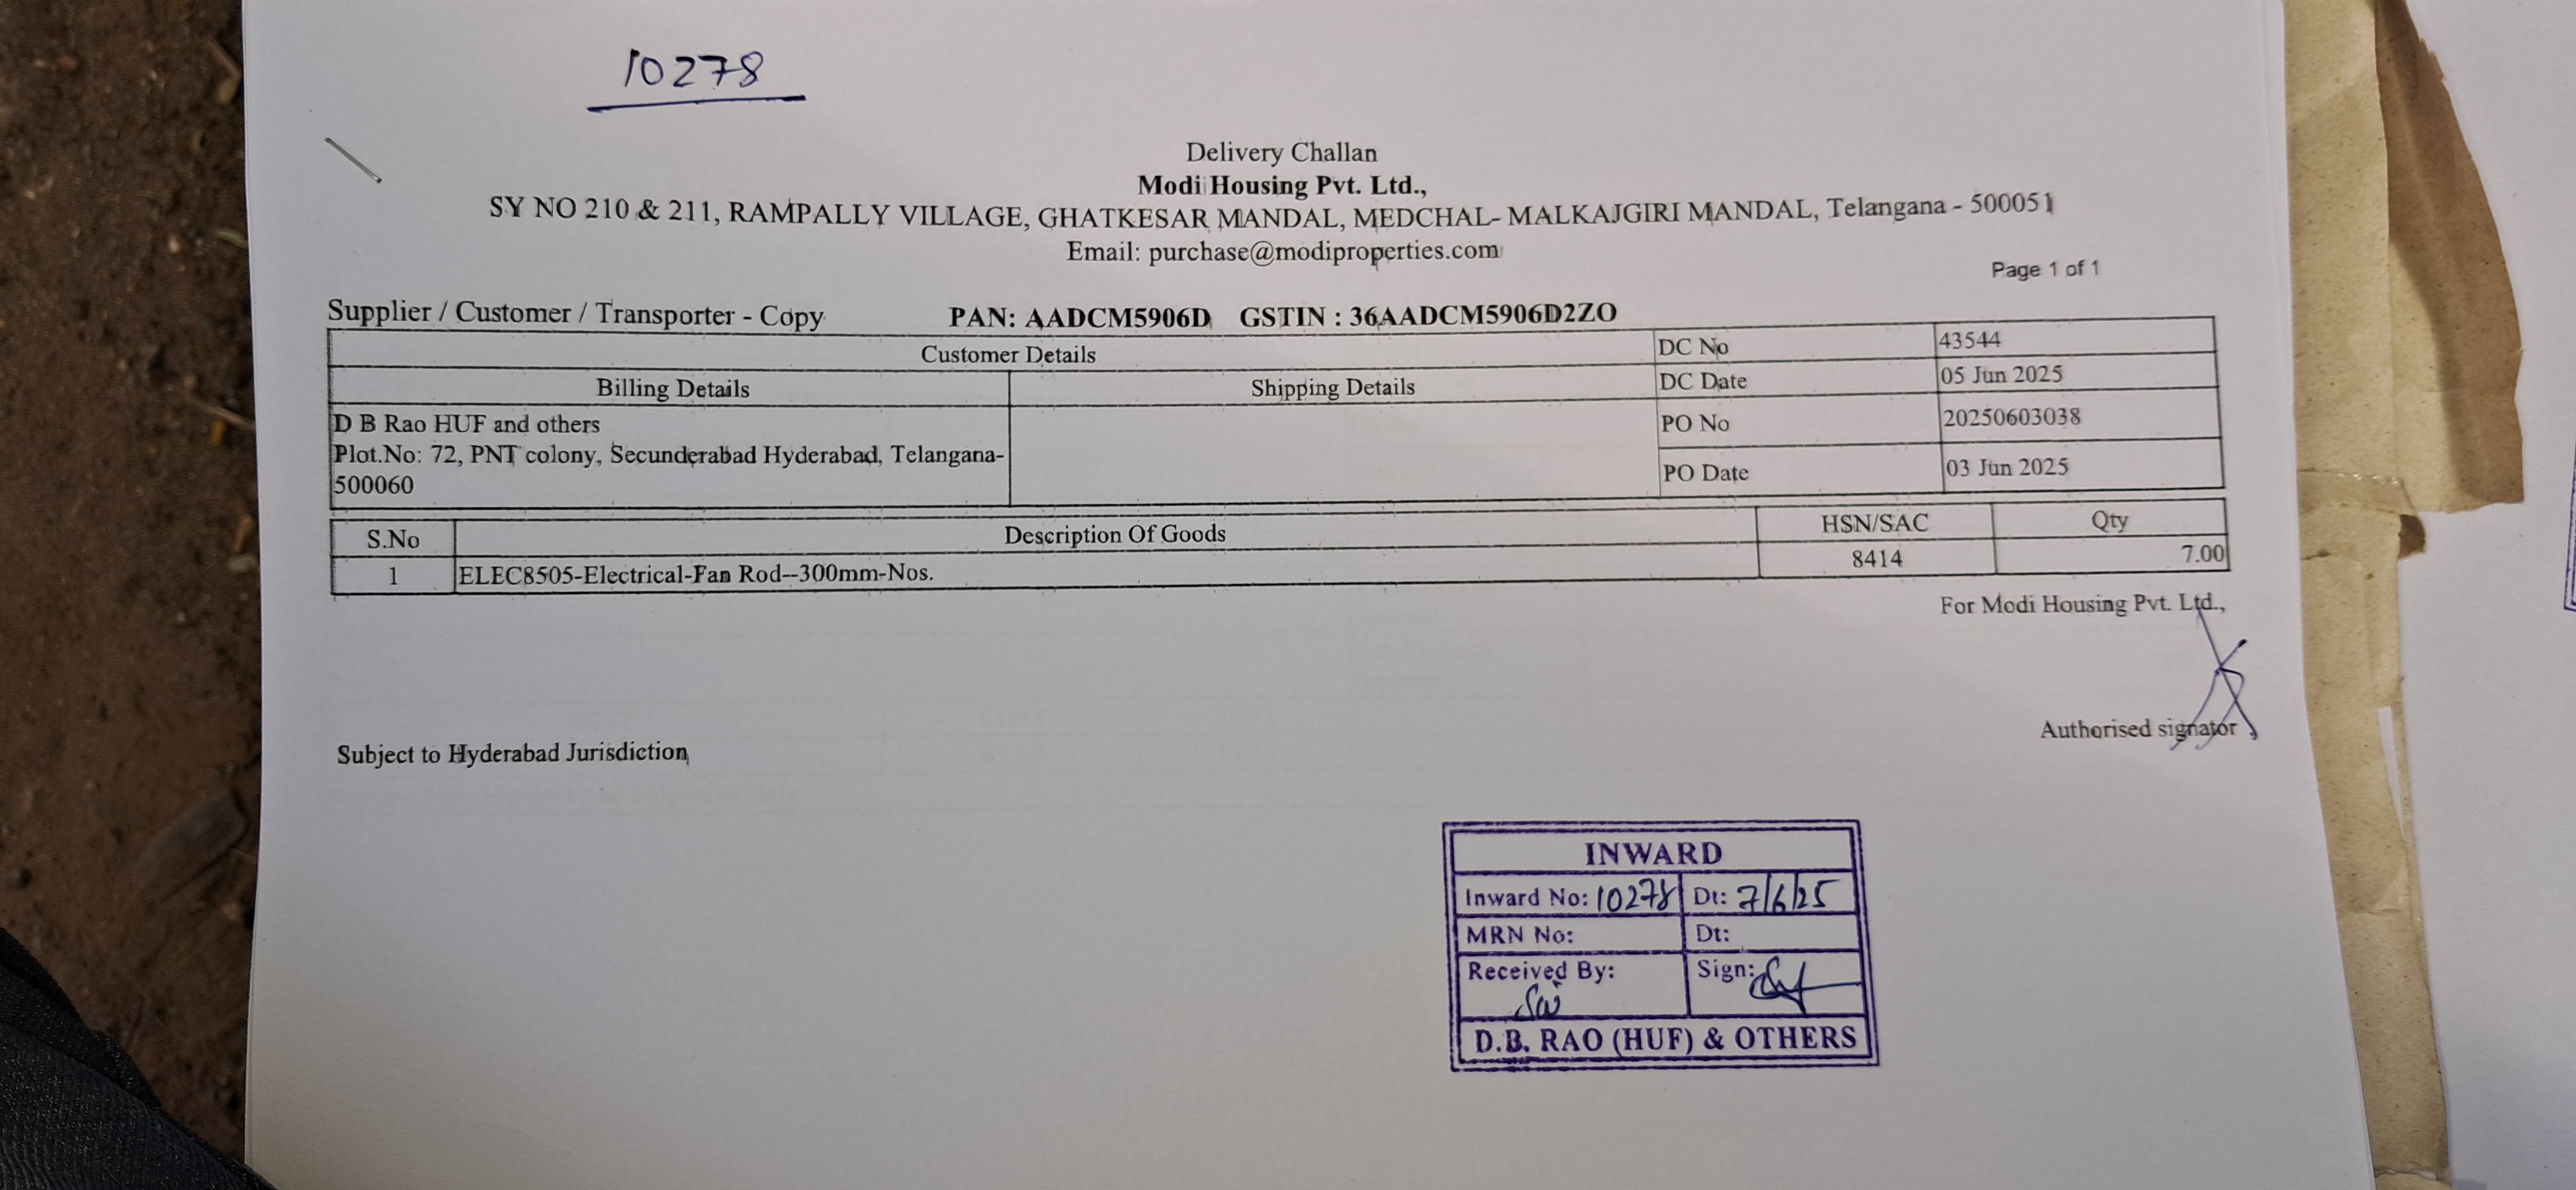 10278
Delivery Challan
Modi Housing Pvt. Ltd.,
SY NO 210 & 211, RAMPALLY VILLAGE, GHATKESAR MANDAL, MEDCHAL- MALKAJGIRI MANDAL, Telangana - 500051
Email: purchase@modiproperties.com
Page 1 of 1
Supplier / Customer / Transporter - Copy PAN: AADCM5906D GSTIN : 36AADCM5906D2ZO
Customer Details
Billing Details Shipping Details
DC No 43544
DC Date 05 Jun 2025
PO No 20250603038
PO Date 03 Jun 2025
D B Rao HUF and others
Plot.No: 72, PNT colony, Secunderabad Hyderabad, Telangana-
500060
S.No Description Of Goods HSN/SAC Qty
1 ELEC8505-Electrical-Fan Rod--300mm-Nos. 8414 7.00
For Modi Housing Pvt. Ltd.,
Authorised signator
Subject to Hyderabad Jurisdiction
INWARD
Inward No: 10278 Dt: 7/6/25
MRN No: Dt:
Received By: Sign:
Sai
D.B. RAO (HUF) & OTHERS